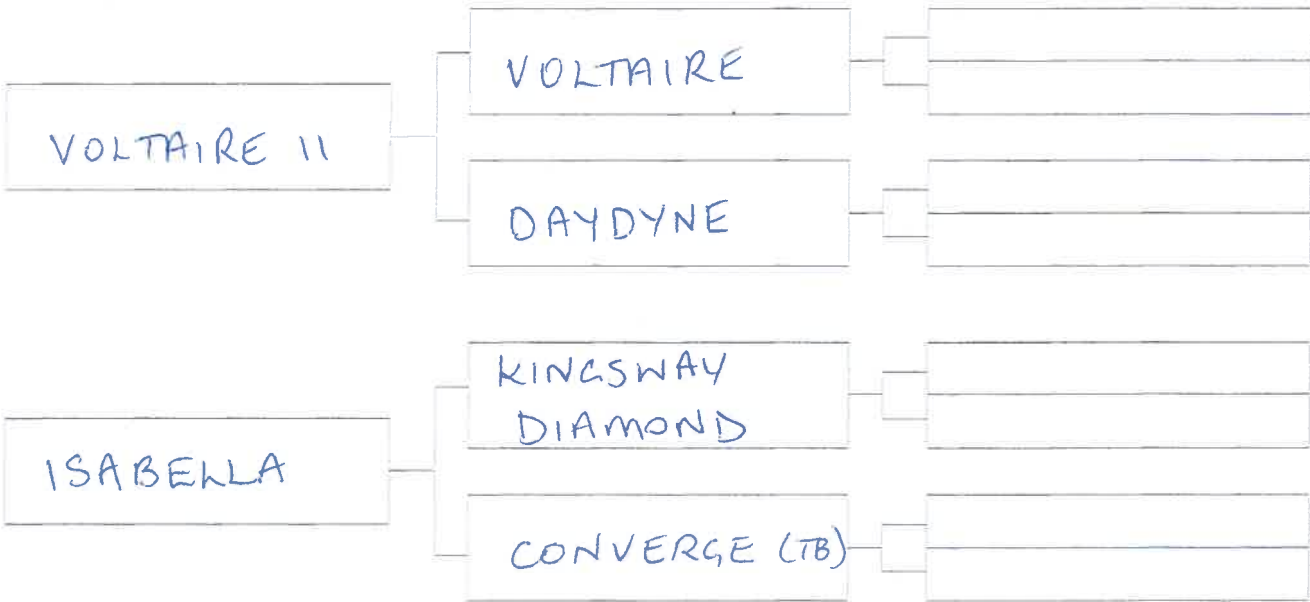 VOLTAIRE
VOLTAIRE II
DAYDYNE
KINGSWAY
DIAMOND
ISABELLA
CONVERGE (TB)